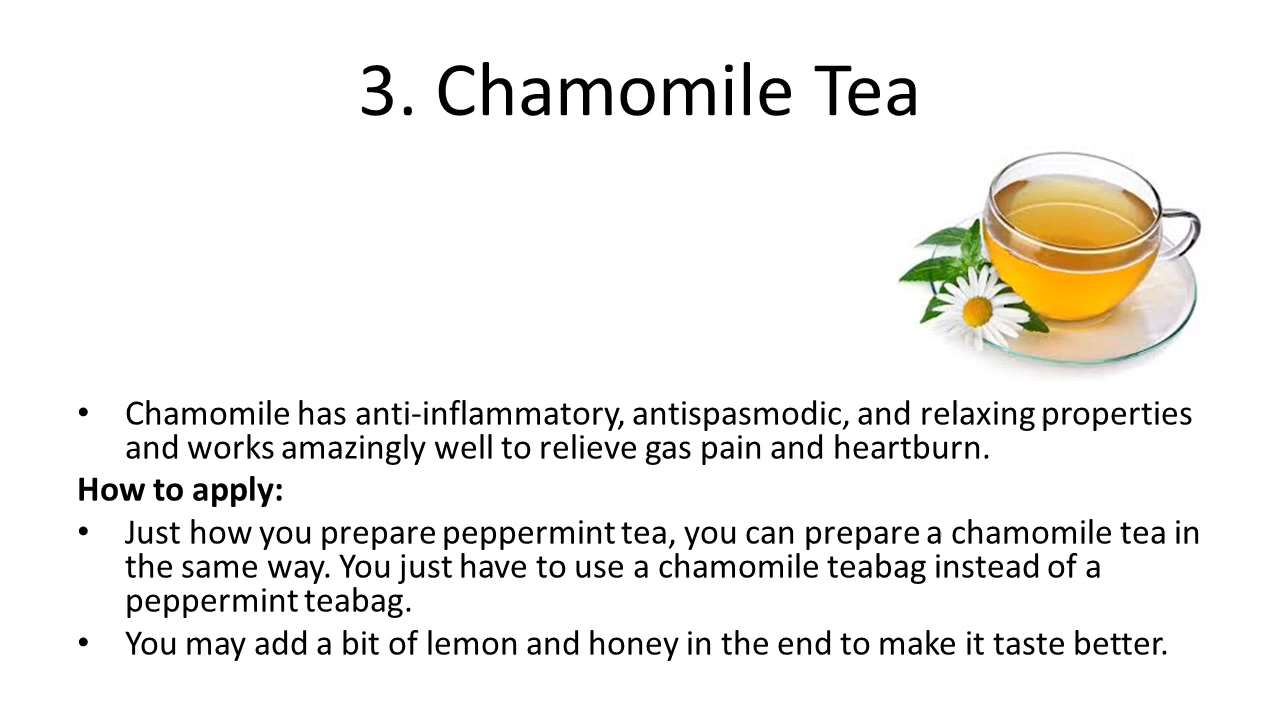 3. Chamomile Tea
• Chamomile has anti-inflammatory, antispasmodic, and relaxing properties
and works amazingly well to relieve gas pain and heartburn.
How to apply:
• Just how you prepare peppermint tea, you can prepare a chamomile tea in
the same way. You just have to use a chamomile teabag instead of a
peppermint teabag.
• You may add a bit of lemon and honey in the end to make it taste better.